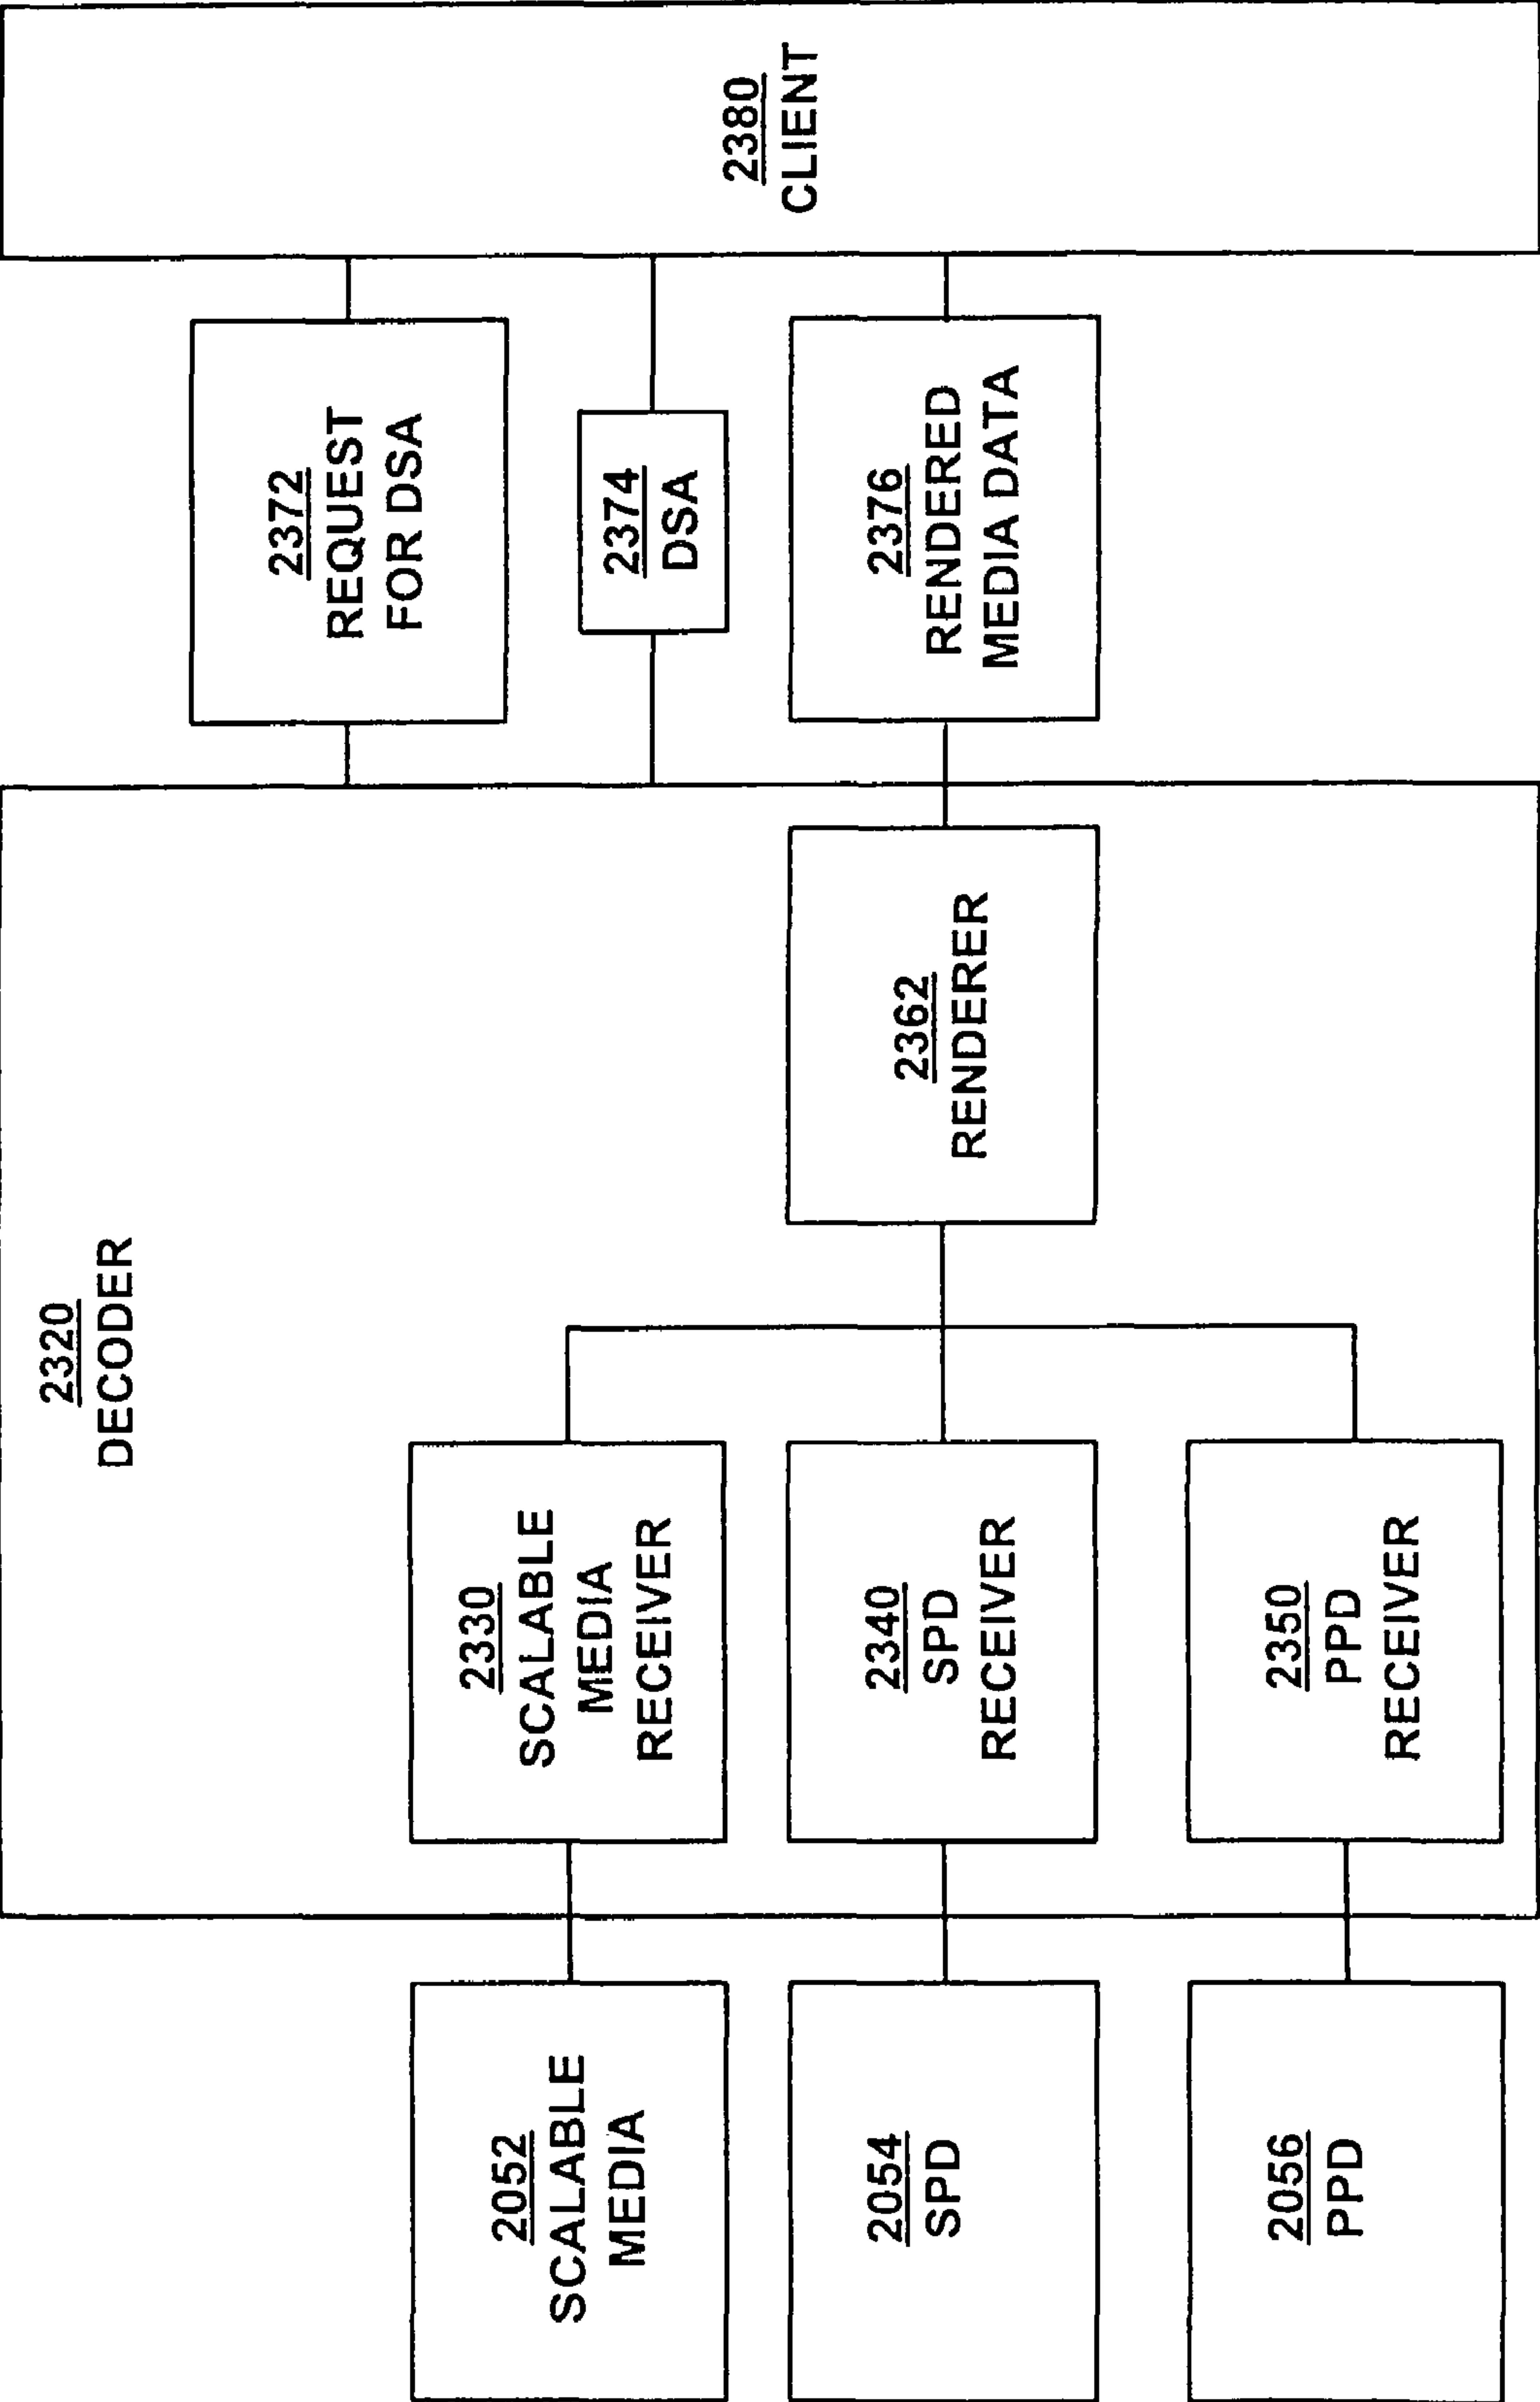 2320
DECODER
2052
SCALABLE
MEDIA
2330
SCALABLE
MEDIA
RECEIVER
2372
REQUEST
FOR DSA
2054
SPD
2340
SPD
RECEIVER
2362
RENDERER
2374
DSA
2376
RENDERED
MEDIA DATA
2380
CLIENT
2056
PPD
2350
PPD
RECEIVER